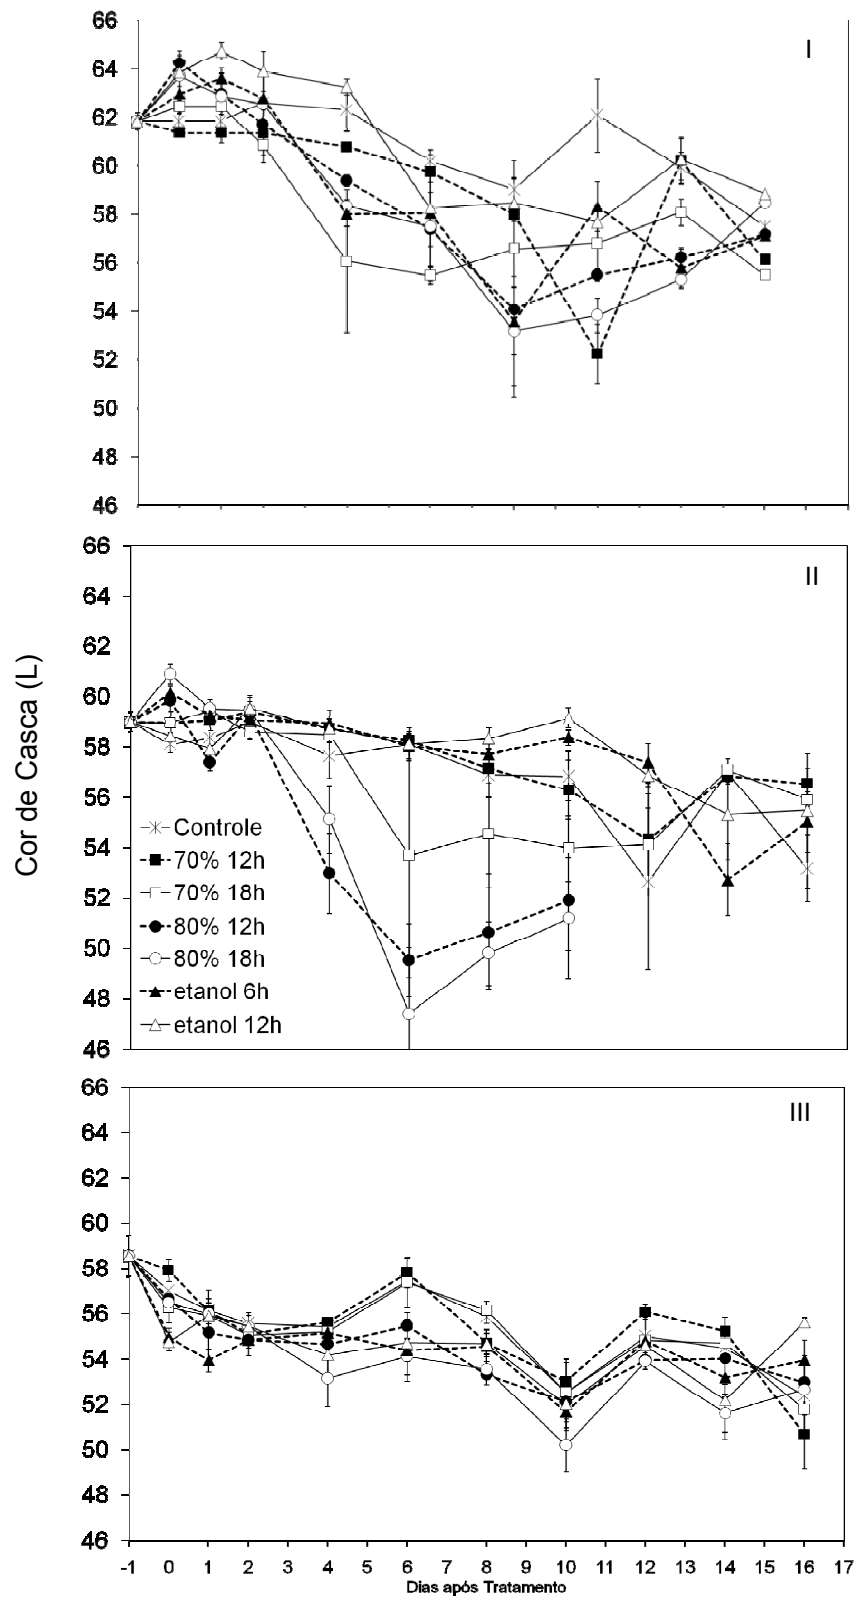 66
I
64
62
60
58
56
54
52
50
48
46
66
II
64
62
60
58
56
54
52
50
48
46
Cor de Casca (L)
Controle
70% 12h
70% 18h
80% 12h
80% 18h
etanol 6h
etanol 12h
66
III
64
62
60
58
56
54
52
50
48
46
-1 0 1 2 3 4 5 6 7 8 9 10 11 12 13 14 15 16 17
Dias após Tratamento